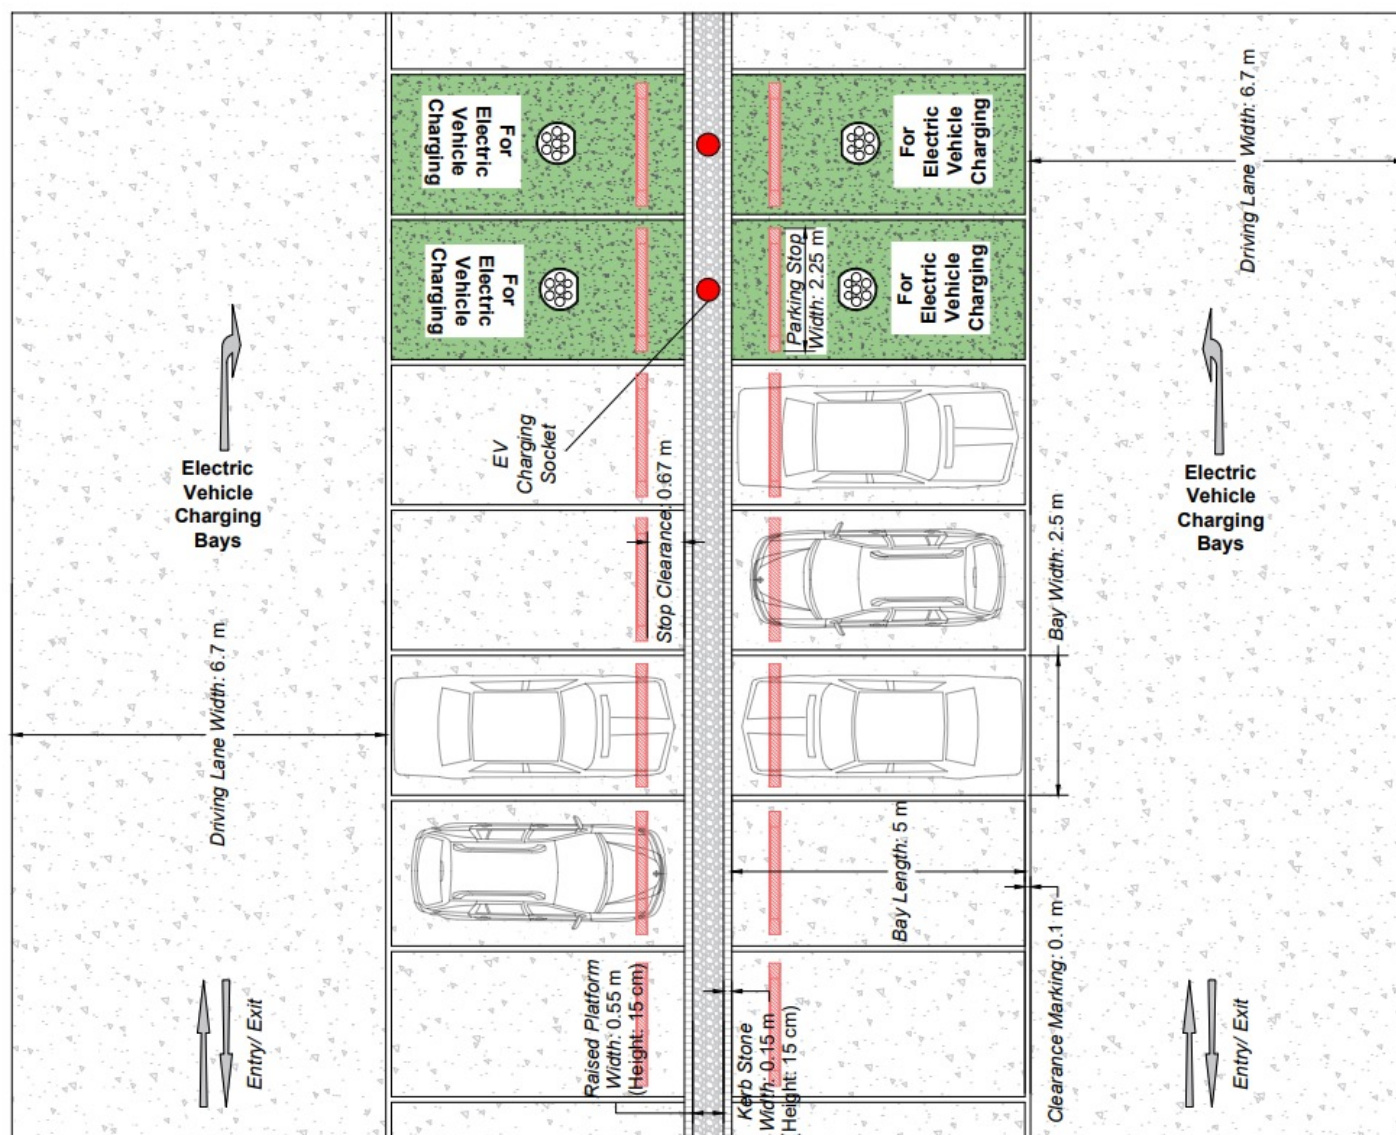 For
Electric
Vehicle
Charging
For
Electric
Vehicle
Charging
Driving Lane Width: 6.7 m
For
Electric
Vehicle
Charging
Parking Stop
Width: 2.25 m
For
Electric
Vehicle
Charging
EV
Charging
Socket
Electric
Vehicle
Charging
Bays
Stop Clearance: 0.67 m
Electric
Vehicle
Charging
Bays
Bay Width: 2.5 m
Driving Lane Width: 6.7 m
Bay Length: 5 m
Clearance Marking: 0.1 m
Entry/ Exit
Raised Platform
Width: 0.55 m
(Height: 15 cm)
Kerb Stone
Width: 0.15 m
(Height: 15 cm)
Entry/ Exit